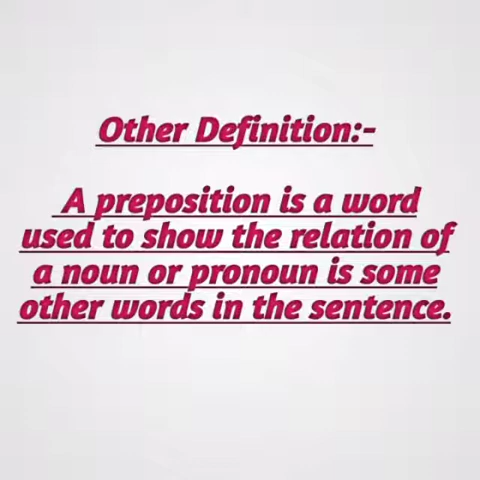 Other Definition:-
A preposition is a word
used to show the relation of
a noun or pronoun is some
other words in the sentence.